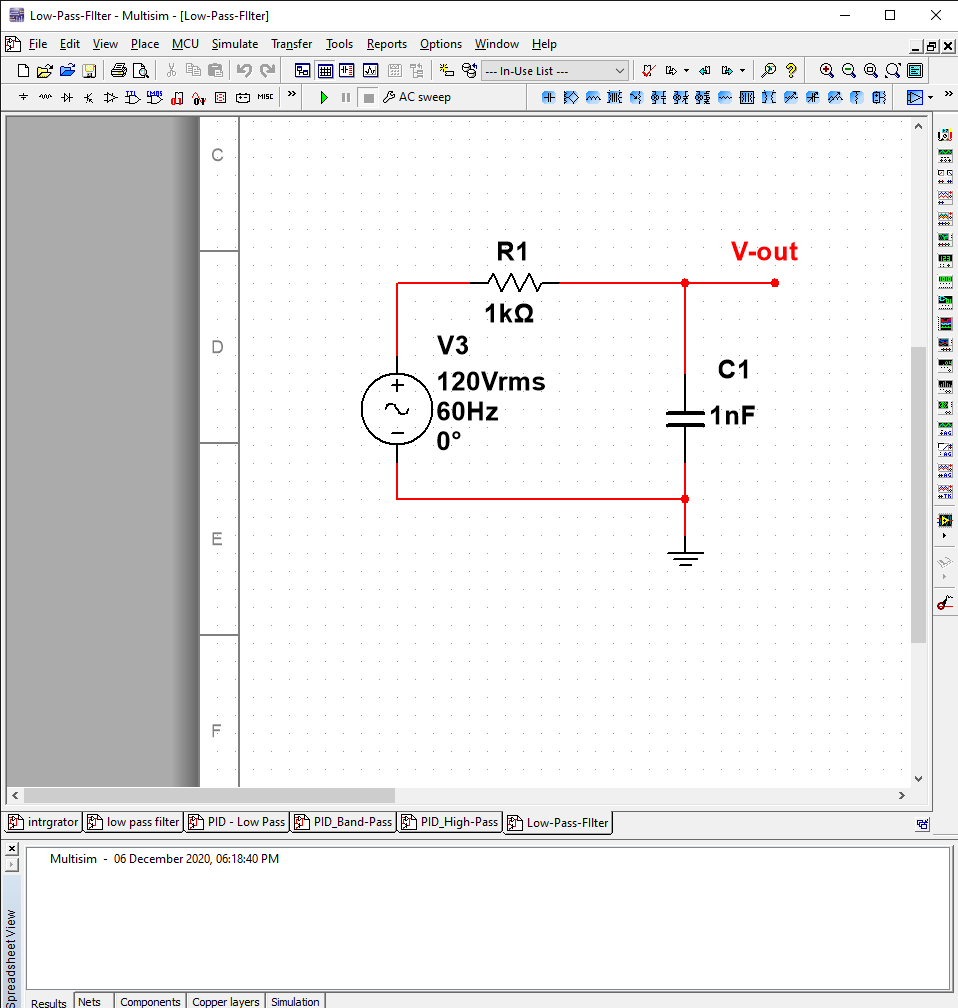 Low-Pass-FIlter - Multisim - [Low-Pass-FIlter]
File Edit View Place MCU Simulate Transfer Tools Reports Options Window Help
--- In-Use List ---
MISC » AC sweep »
C
D
E
F
R1
1kΩ
V-out
V3
120Vrms
60Hz
0°
C1
1nF
intrgrator low pass filter PID - Low Pass PID_Band-Pass PID_High-Pass Low-Pass-FIlter
Multisim - 06 December 2020, 06:18:40 PM
Spreadsheet View
Results Nets Components Copper layers Simulation